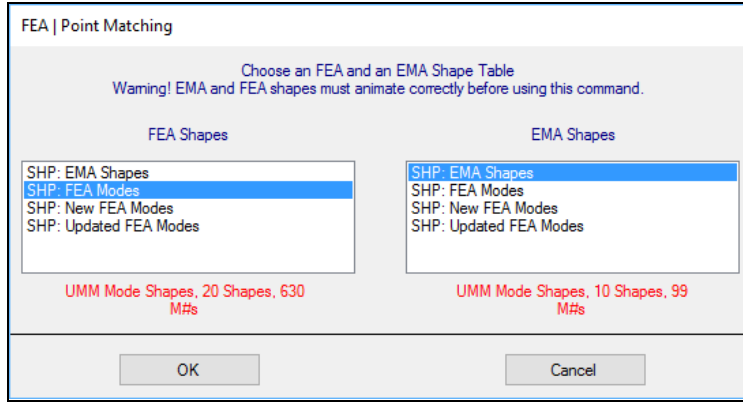 FEA | Point Matching
Choose an FEA and an EMA Shape Table
Warning! EMA and FEA shapes must animate correctly before using this command.
FEA Shapes
SHP: EMA Shapes
SHP: FEA Modes
SHP: New FEA Modes
SHP: Updated FEA Modes
UMM Mode Shapes, 20 Shapes, 630
M#s
EMA Shapes
SHP: EMA Shapes
SHP: FEA Modes
SHP: New FEA Modes
SHP: Updated FEA Modes
UMM Mode Shapes, 10 Shapes, 99
M#s
OK
Cancel